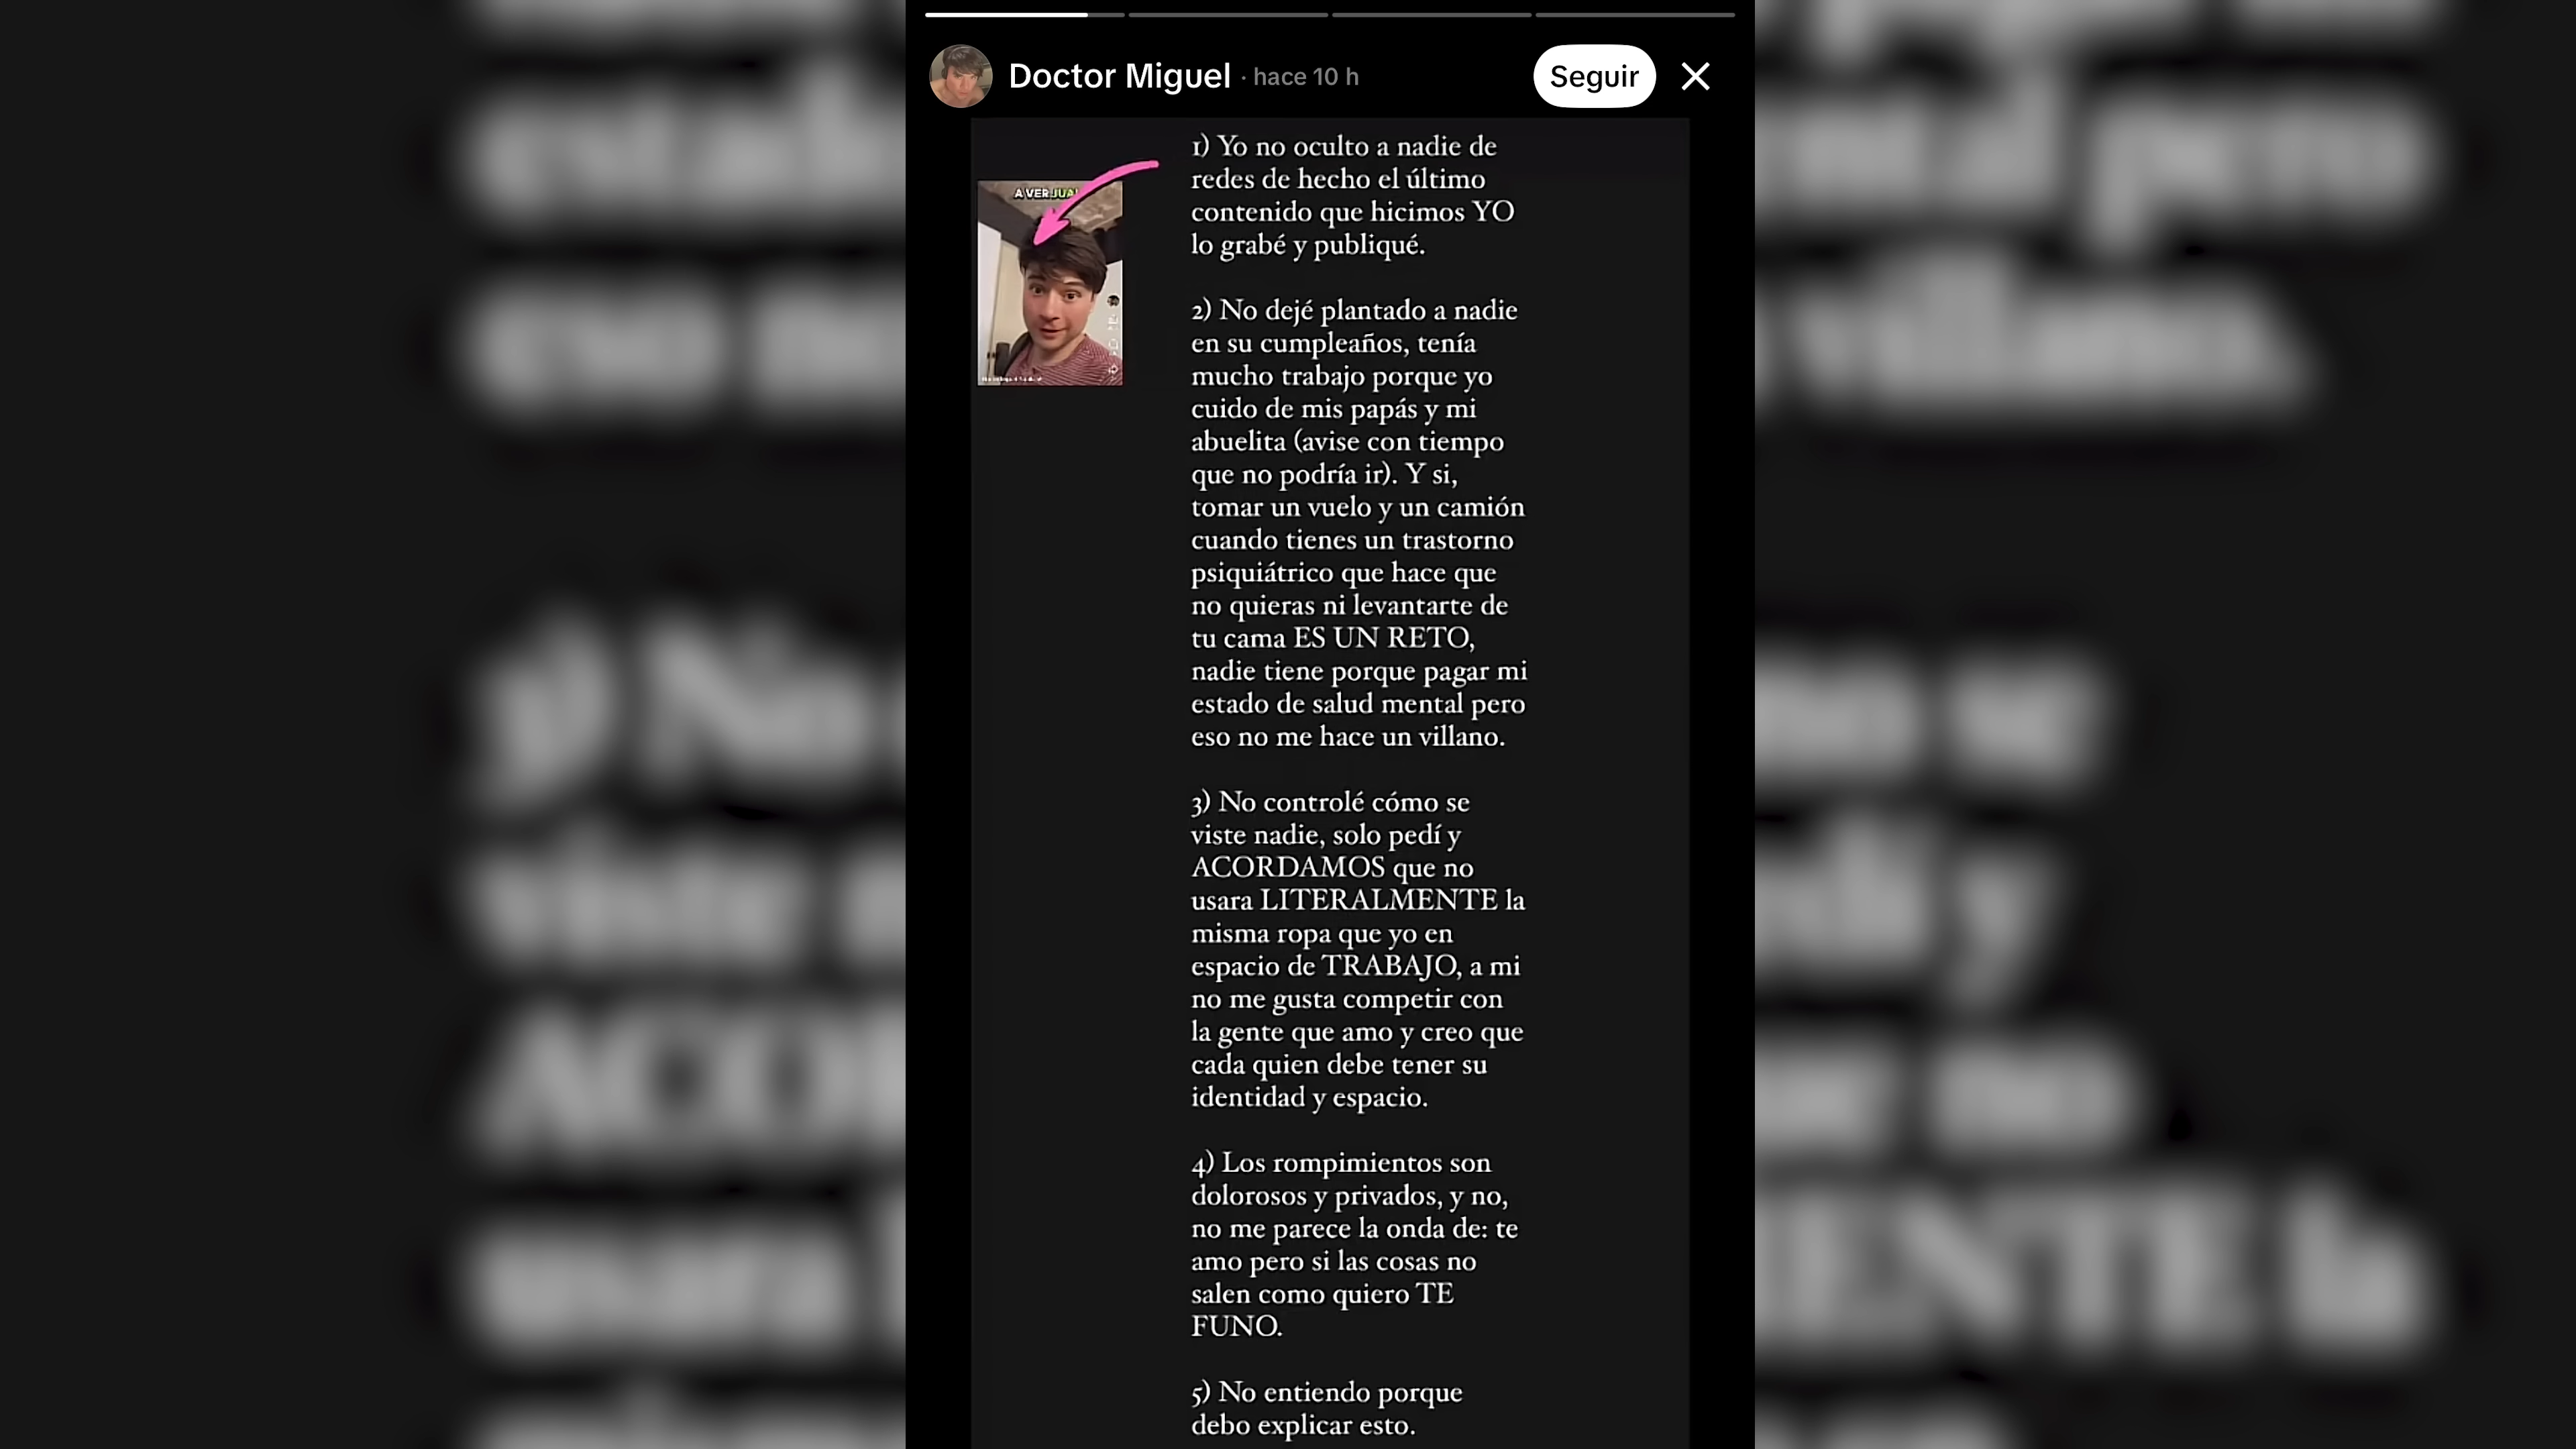 Doctor Miguel · hace 10 h
Seguir
A VER JUA
1) Yo no oculto a nadie de
redes de hecho el último
contenido que hicimos YO
lo grabé y publiqué.
2) No dejé plantado a nadie
en su cumpleaños, tenía
mucho trabajo porque yo
cuido de mis papás y mi
abuelita (avise con tiempo
que no podría ir). Y si,
tomar un vuelo y un camión
cuando tienes un trastorno
psiquiátrico que hace que
no quieras ni levantarte de
tu cama ES UN RETO,
nadie tiene porque pagar mi
estado de salud mental pero
eso no me hace un villano.
3) No controlé cómo se
viste nadie, solo pedí y
ACORDAMOS que no
usara LITERALMENTE la
misma ropa que yo en
espacio de TRABAJO, a mi
no me gusta competir con
la gente que amo y creo que
cada quien debe tener su
identidad y espacio.
4) Los rompimientos son
dolorosos y privados, y no,
no me parece la onda de: te
amo pero si las cosas no
salen como quiero TE
FUNO.
5) No entiendo porque
debo explicar esto.